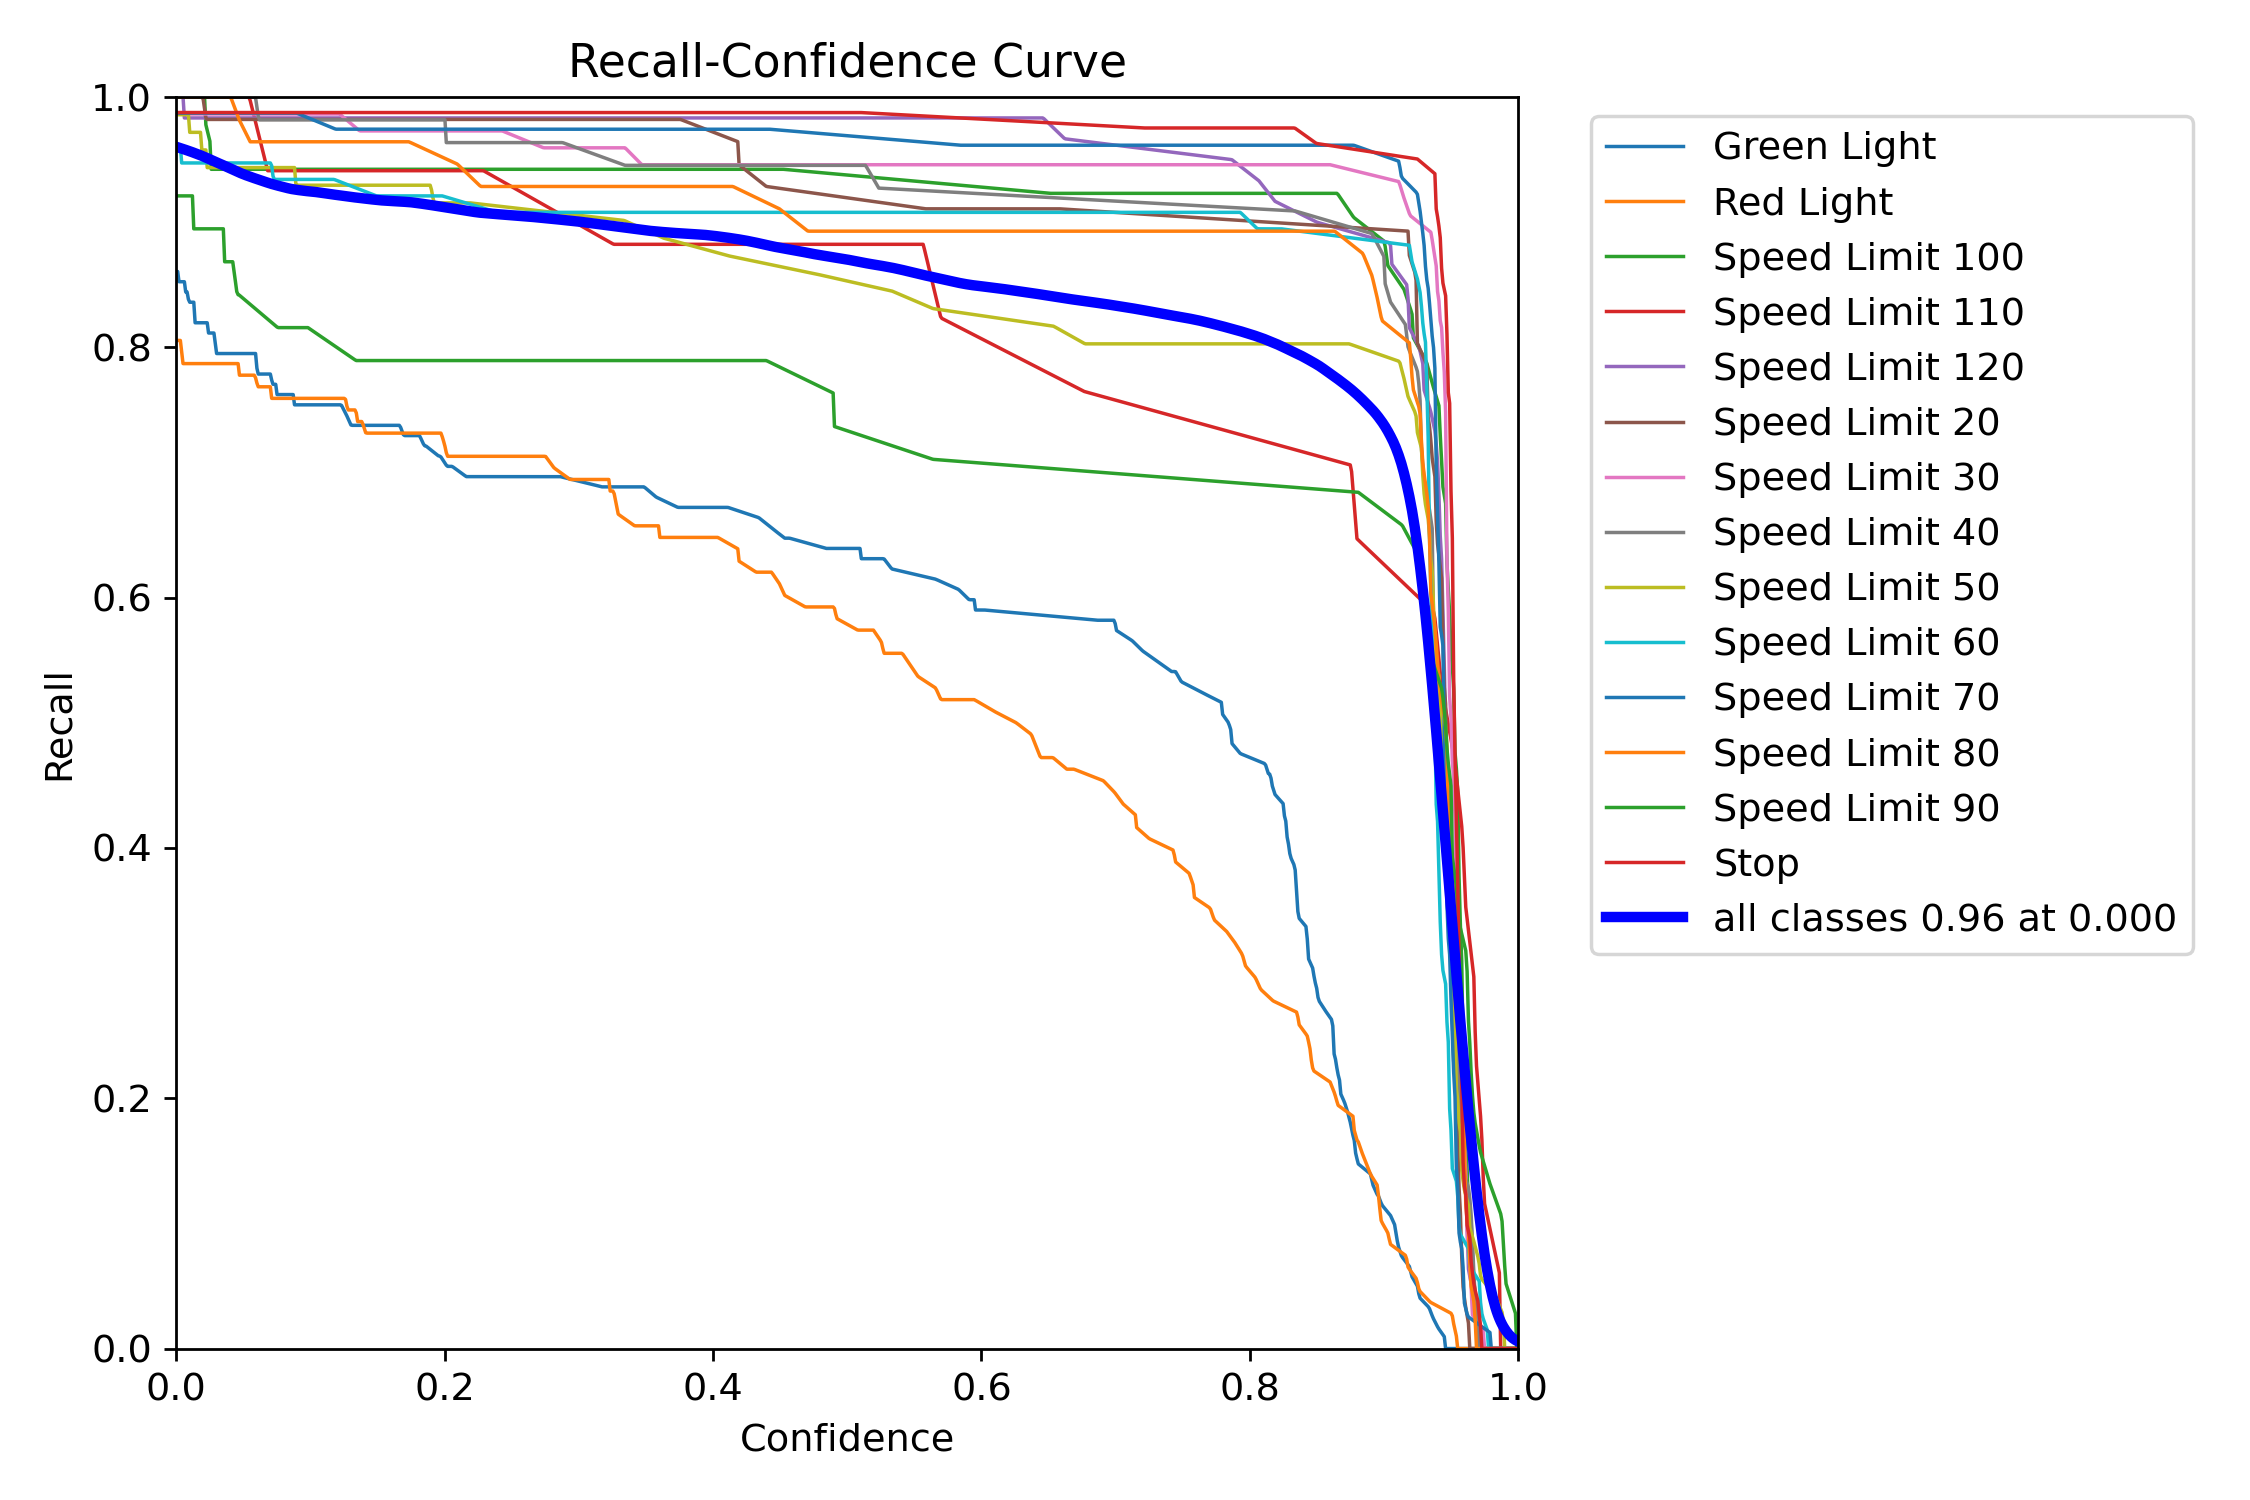 Recall-Confidence Curve
1.0
0.8
0.6
0.4
0.2
0.0
Recall
0.0 0.2 0.4 0.6 0.8 1.0
Confidence
Green Light
Red Light
Speed Limit 100
Speed Limit 110
Speed Limit 120
Speed Limit 20
Speed Limit 30
Speed Limit 40
Speed Limit 50
Speed Limit 60
Speed Limit 70
Speed Limit 80
Speed Limit 90
Stop
all classes 0.96 at 0.000